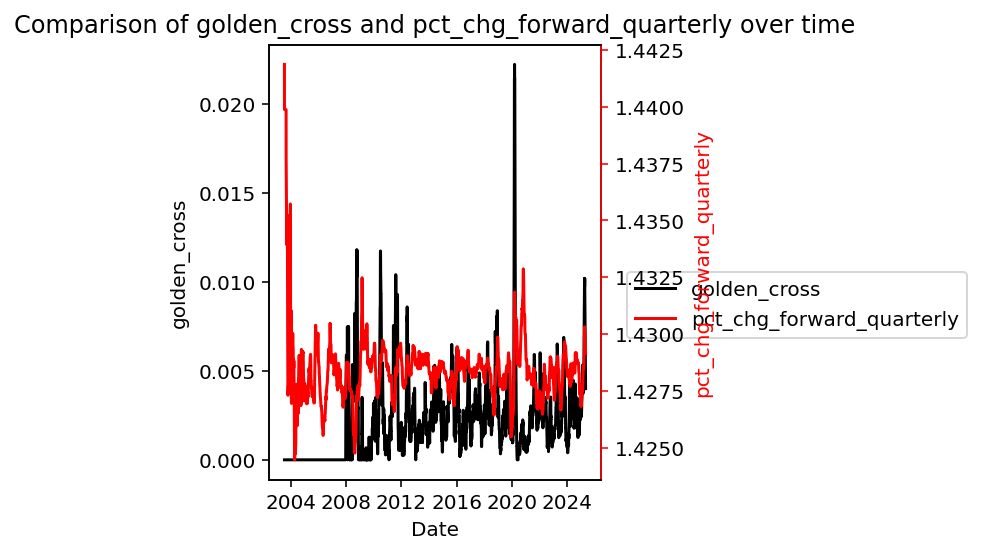 Comparison of golden_cross and pct_chg_forward_quarterly over time
golden_cross
0.020
0.015
0.010
0.005
0.000
1.4425
1.4400
1.4375
1.4350
1.4325
1.4300
1.4275
1.4250
pct_chg_forward_quarterly
golden_cross
pct_chg_forward_quarterly
2004 2008 2012 2016 2020 2024
Date